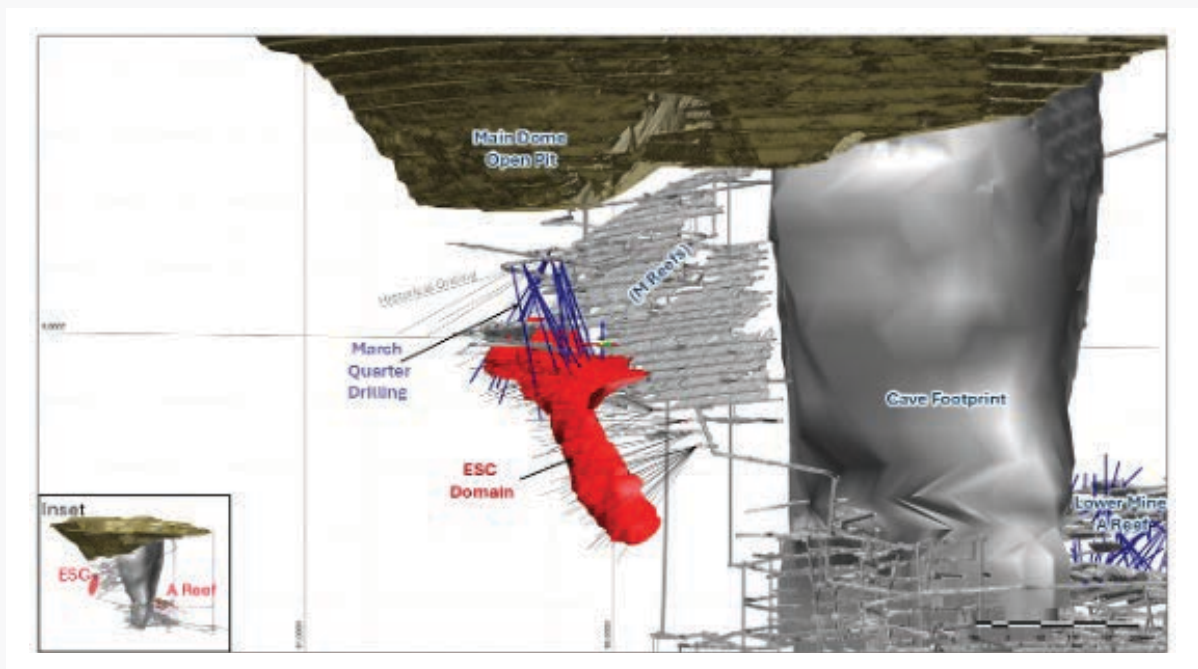 Main Dome
Open Pit
(M Reefs)
Historical Drilling
March
Quarter
Drilling
Cave Footprint
ESC
Domain
Lower Mine
A Reef
Inset
ESC
A Reef